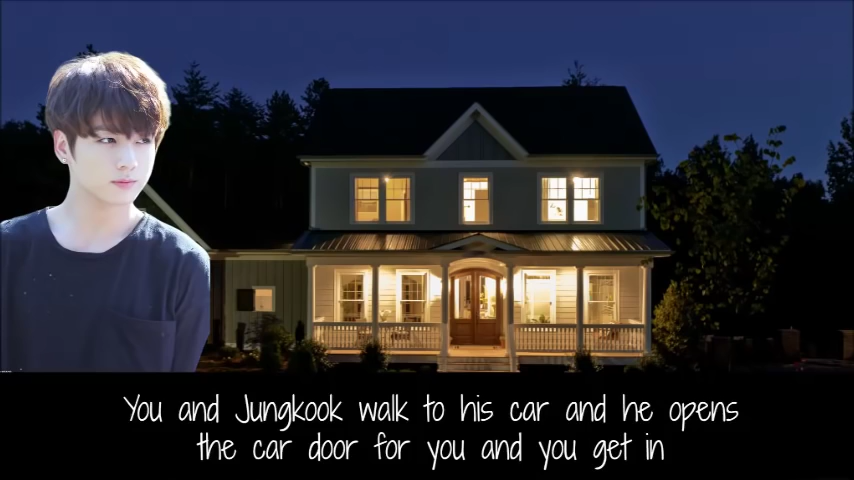 You and Jungkook walk to his car and he opens
the car door for you and you get in